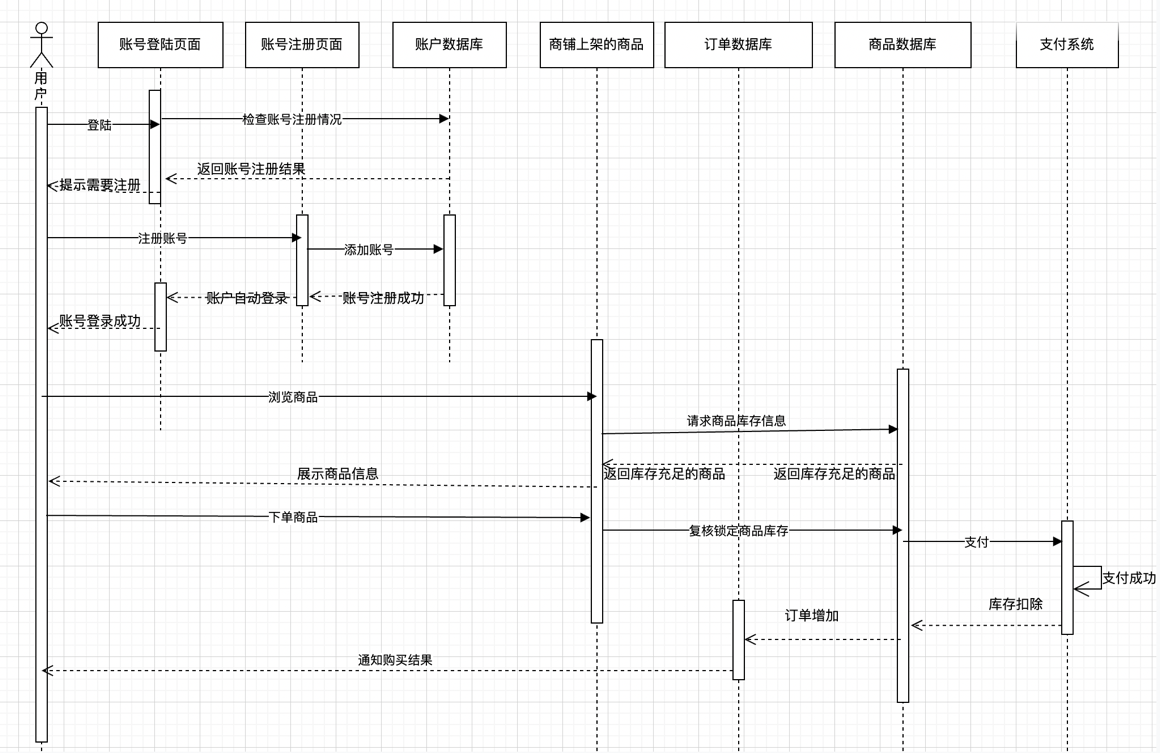 账号登陆页面
账号注册页面
账户数据库
商铺上架的商品
订单数据库
商品数据库
支付系统
用
户
登陆
检查账号注册情况
返回账号注册结果
提示需要注册
注册账号
添加账号
账户自动登录
账号注册成功
账号登录成功
浏览商品
请求商品库存信息
返回库存充足的商品
返回库存充足的商品
展示商品信息
下单商品
复核锁定商品库存
支付
支付成功
库存扣除
订单增加
通知购买结果